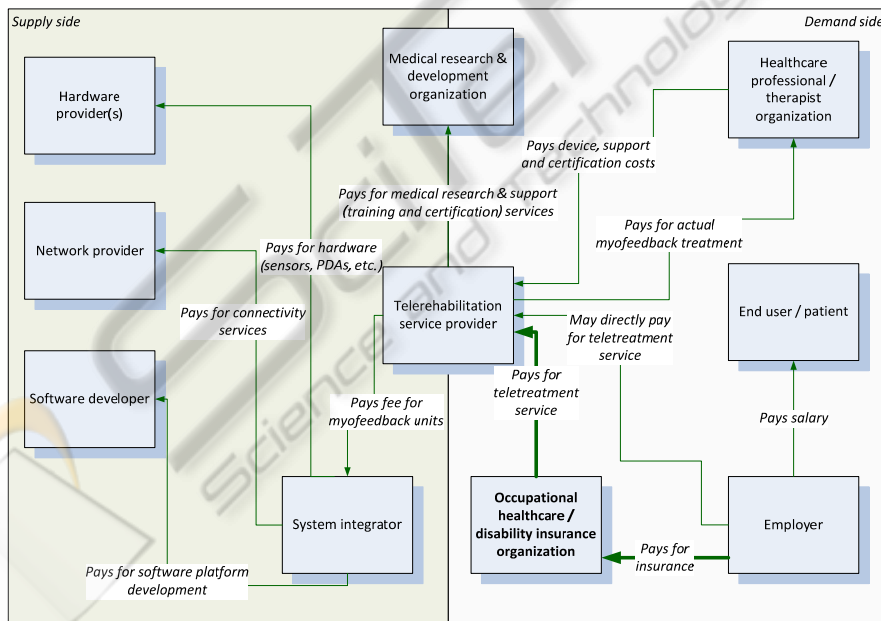 Supply side
Demand side
Hardware
provider(s)
Medical research &
development
organization
Healthcare
professional /
therapist
organization
Pays device, support
and certification costs
Pays for medical research & support
(training and certification) services
Pays for actual
myofeedback treatment
Network provider
Pays for hardware
(sensors, PDAs, etc.)
Telerehabilitation
service provider
End user / patient
Pays for connectivity
services
May directly pay
for teletreatment
service
Software developer
Pays for
teletreatment
service
Pays fee for
myofeedback units
Pays salary
System integrator
Occupational
healthcare /
disability insurance
organization
Employer
Pays for
insurance
Pays for software platform
development
SciTePress
Science and Technology